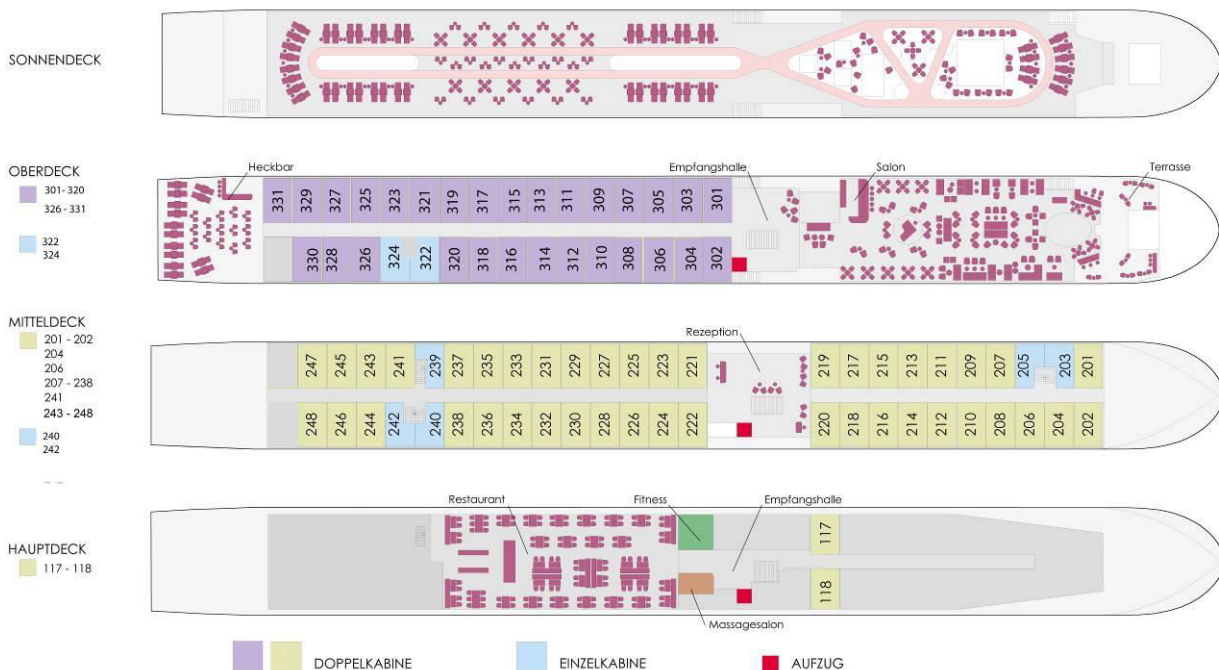 SONNENDECK
OBERDECK
301- 320
326 - 331
322
324
Heckbar
Empfangshalle
Salon
Terrasse
331 329 327 325 323 321 319 317 315 313 311 309 307 305 303 301
330 328 326 324 322 320 318 316 314 312 310 308 306 304 302
MITTELDECK
201 - 202
204
206
207 - 238
241
243 - 248
240
242
Rezeption
247 245 243 241 239 237 235 233 231 229 227 225 223 221 219 217 215 213 211 209 207 205 203 201
248 246 244 242 240 238 236 234 232 230 228 226 224 222 220 218 216 214 212 210 208 206 204 202
HAUPTDECK
117 - 118
Restaurant
Fitness
Empfangshalle
117
118
Massagesalon
DOPPELKABINE
EINZELKABINE
AUFZUG